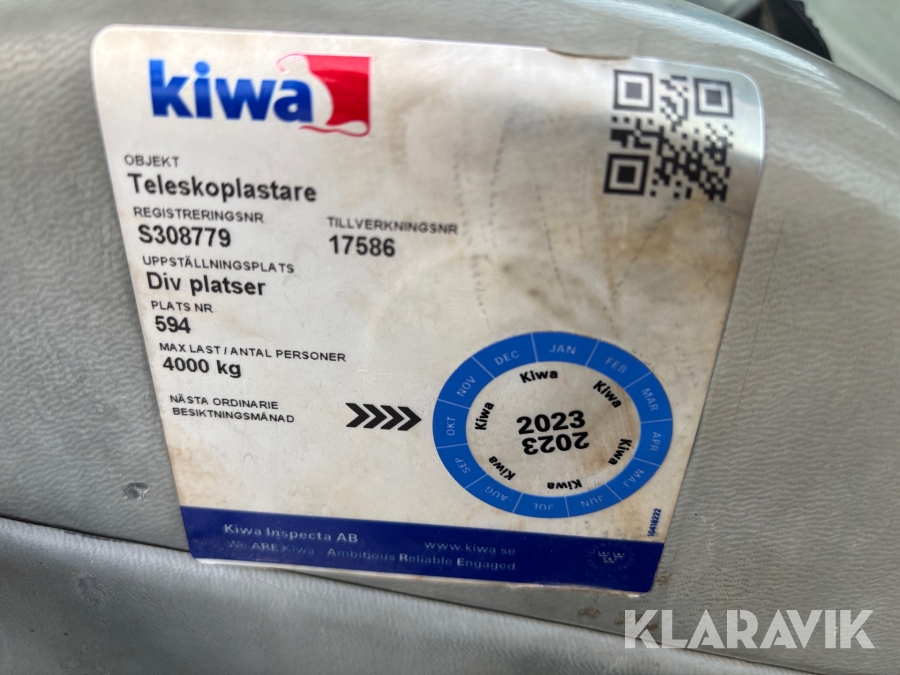 kiwa
OBJEKT
Teleskoplastare
REGISTRERINGSNR
S308779
TILLVERKNINGSNR
17586
UPPSTÄLLNINGSPLATS
Div platser
PLATS NR
594
MAX LAST / ANTAL PERSONER
4000 kg
NÄSTA ORDINARIE
BESIKTNINGSMÅNAD
JAN FEB MAR APR MAJ JUN JUL AUG SEP OKT NOV DEC
Kiwa Kiwa Kiwa Kiwa Kiwa Kiwa
2023
2023
10418222
Kiwa Inspecta AB
www.kiwa.se
We ARE Kiwa - Ambitious Reliable Engaged
KLARAVIK